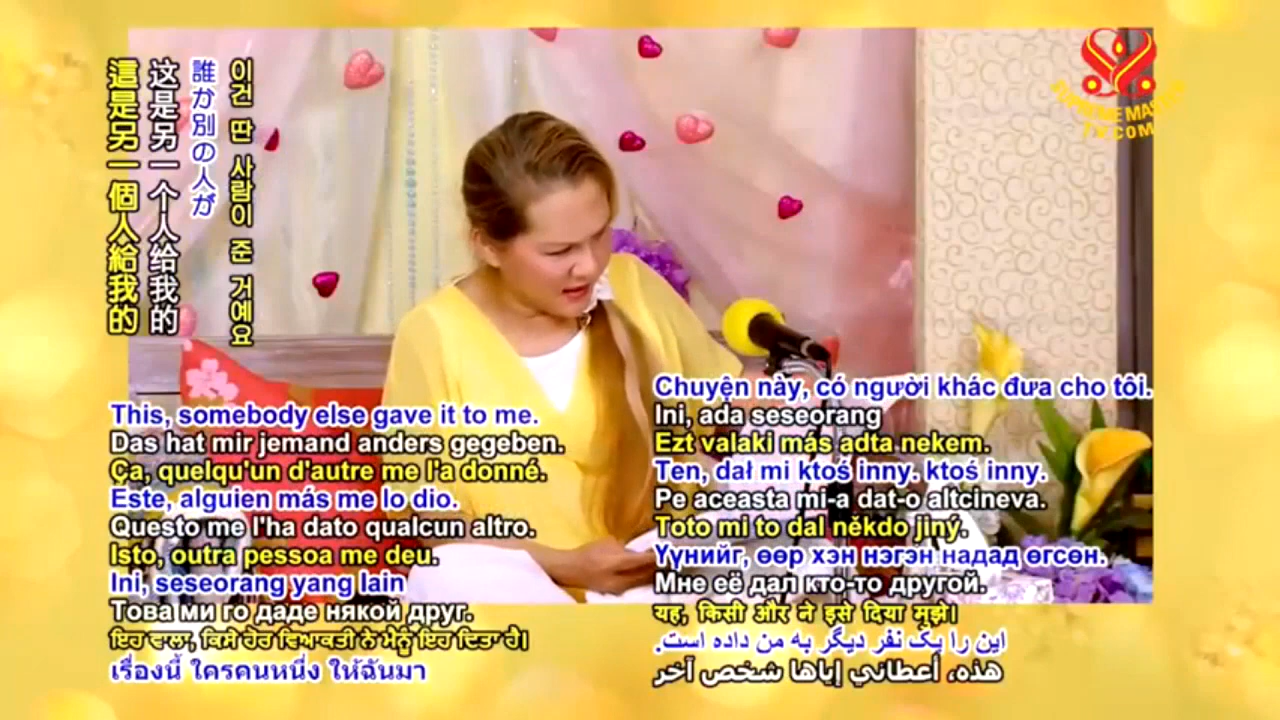 這是另一個人給我的
这是另一个人给我的
誰か別の人が
이건 딴 사람이 준 거예요
SUPREME MASTER
TV.COM
This, somebody else gave it to me.
Das hat mir jemand anders gegeben.
Ça, quelqu'un d'autre me l'a donné.
Este, alguien más me lo dio.
Questo me l'ha dato qualcun altro.
Isto, outra pessoa me deu.
Ini, seseorang yang lain
Това ми го даде някой друг.
ਇਹ ਵਾਲਾ, ਕਿਸੇ ਹੋਰ ਵਿਅਕਤੀ ਨੇ ਮੈਨੂੰ ਇਹ ਦਿਤਾ ਹੈ।
เรื่องนี้ ใครคนหนึ่ง ให้ฉันมา
Chuyện này, có người khác đưa cho tôi.
Ini, ada seseorang
Ezt valaki más adta nekem.
Ten, dał mi ktoś inny. ktoś inny.
Pe aceasta mi-a dat-o altcineva.
Toto mi to dal někdo jiný.
Үүнийг, өөр хэн нэгэн надад өгсөн.
Мне её дал кто-то другой.
यह, किसी और ने इसे दिया मुझे।
این را یک نفر دیگر به من داده است.
هذه، أعطاني إياها شخص آخر